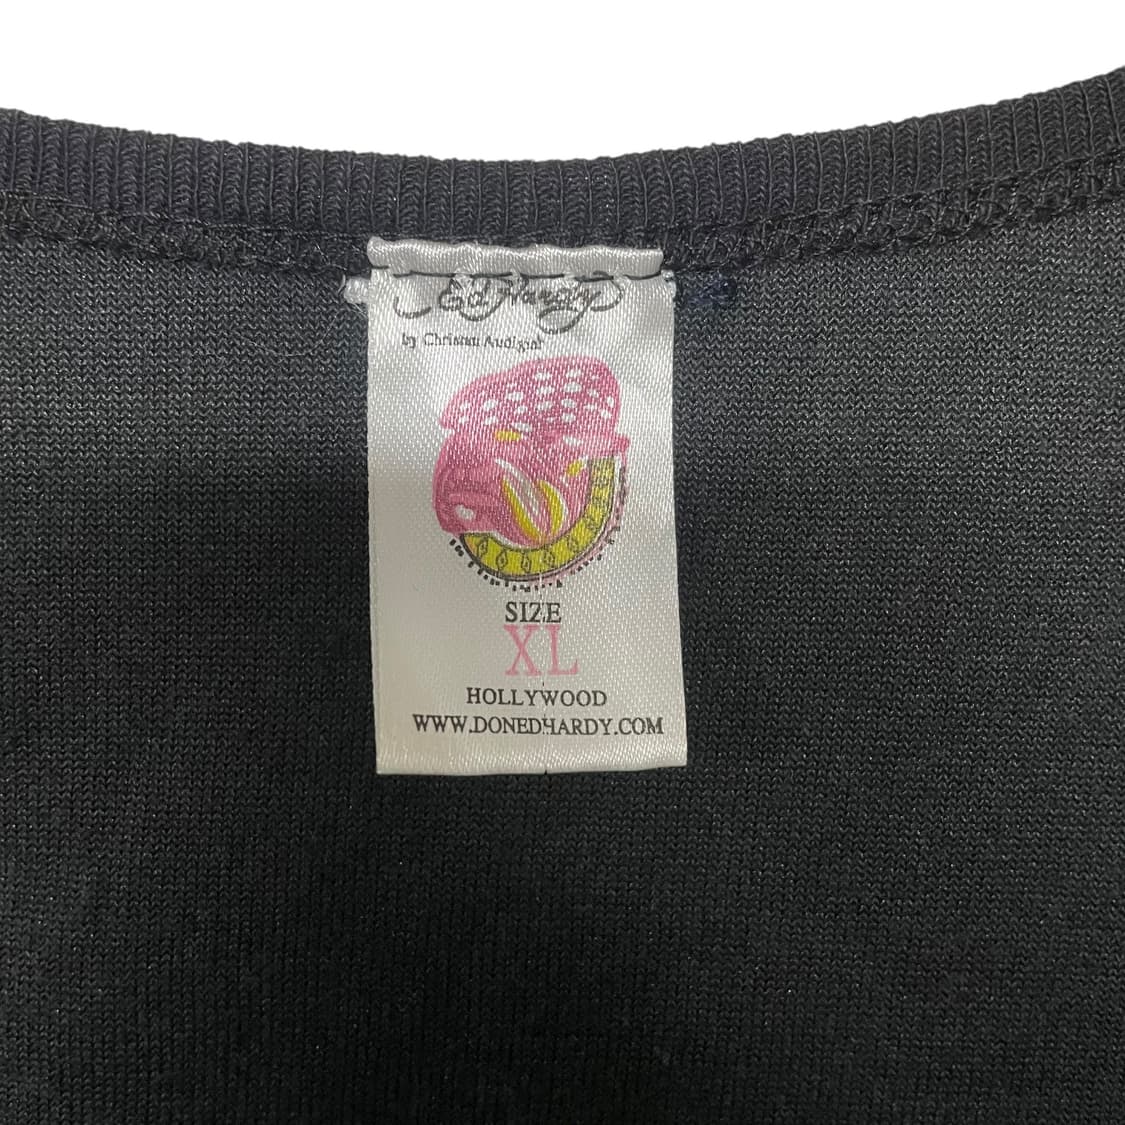 Ed Hardy
by Christian Audigier
SIZE
XL
HOLLYWOOD
WWW.DONEDHARDY.COM